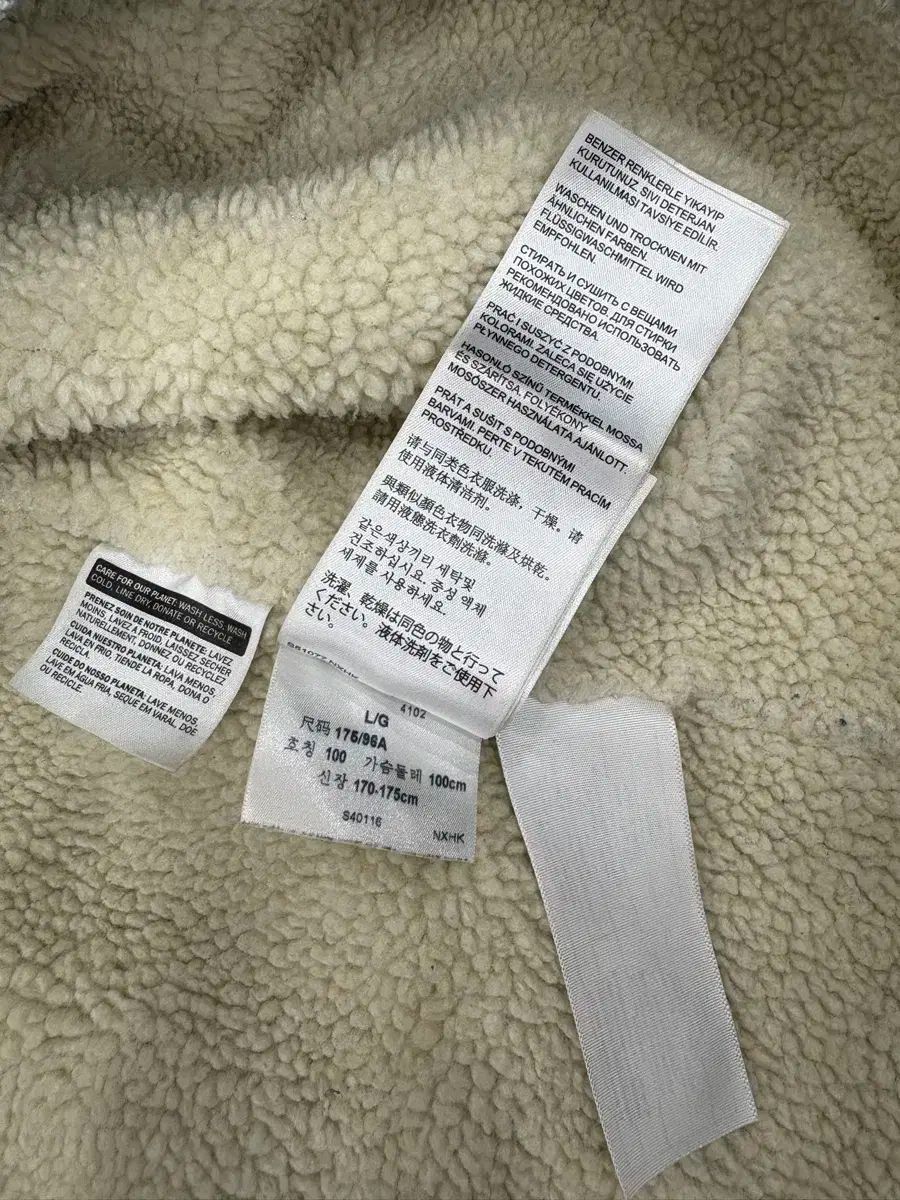 BENZER RENKLERLE YIKAYIP
KURUTUNUZ. SIVI DETERJAN
KULLANILMASI TAVSİYE EDİLİR.
WASCHEN UND TROCKNEN MIT
ÄHNLICHEN FARBEN.
FLÜSSIGWASCHMITTEL WIRD
EMPFOHLEN.
СТИРАТЬ И СУШИТЬ С ВЕЩАМИ
ПОХОЖИХ ЦВЕТОВ. ДЛЯ СТИРКИ
РЕКОМЕНДОВАНО ИСПОЛЬЗОВАТЬ
ЖИДКИЕ СРЕДСТВА.
PRAĆ I SUSZYĆ Z PODOBNYMI
KOLORAMI. ZALECA SIĘ UŻYCIE
PŁYNNEGO DETERGENTU.
HASONLÓ SZÍNŰ TERMÉKKEL MOSSA
ÉS SZÁRÍTSA, FOLYÉKONY
MOSÓSZER HASZNÁLATA AJÁNLOTT.
PRÁT A SUŠIT S PODOBNÝMI
BARVAMI. PERTE V TEKUTÉM PRACÍM
PROSTŘEDKU.
请与同类色衣服洗涤，干燥。请
使用液体清洁剂。
與類似顏色衣物同洗滌及烘乾。
請用液態洗衣劑洗滌。
같은색상끼리 세탁및
건조하십시요. 중성 액체
세제를 사용하세요.
洗濯、乾燥は同色の物と行って
ください。液体洗剤をご使用下
さい。
CARE FOR OUR PLANET: WASH LESS, WASH
COLD, LINE DRY, DONATE OR RECYCLE.
PRENEZ SOIN DE NOTRE PLANETE: LAVEZ
MOINS, LAVEZ A FROID, LAISSEZ SECHER
NATURELLEMENT, DONNEZ OU RECYCLEZ
CUIDA NUESTRO PLANETA: LAVA MENOS,
LAVA EN FRIO, TIENDE LA ROPA, DONA O
RECICLA.
CUIDE DO NOSSO PLANETA: LAVE MENOS,
LAVE EM ÁGUA FRIA, SEQUE EM VARAL, DOE
OU RECICLE.
4102
L/G
尺码 175/96A
호칭 100 가슴둘레 100cm
신장 170-175cm
S40116
NXHK